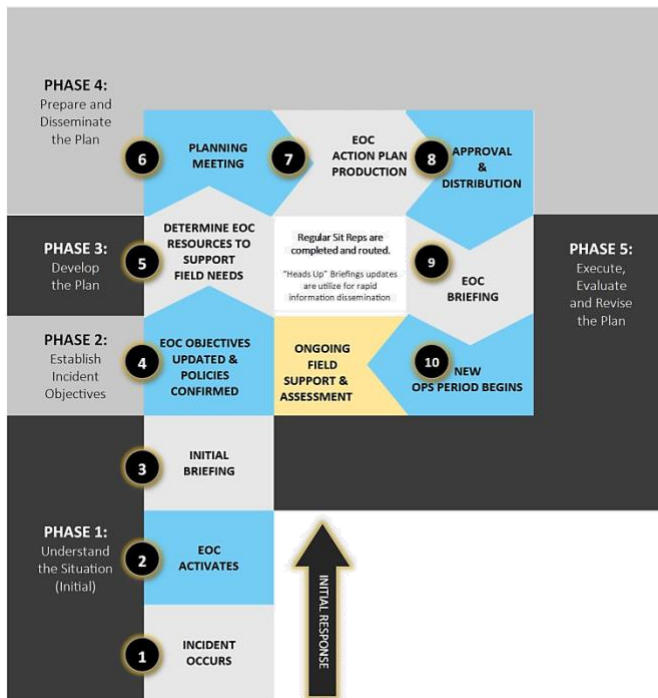 PHASE 4:
Prepare and
Disseminate
the Plan
6
PLANNING
MEETING
7
EOC
ACTION PLAN
PRODUCTION
8
APPROVAL
&
DISTRIBUTION
PHASE 3:
Develop
the Plan
5
DETERMINE EOC
RESOURCES TO
SUPPORT
FIELD NEEDS
Regular Sit Reps are
completed and routed.
"Heads Up" Briefings updates
are utilize for rapid
information dissemination
9
EOC
BRIEFING
PHASE 5:
Execute,
Evaluate
and Revise
the Plan
PHASE 2:
Establish
Incident
Objectives
4
EOC OBJECTIVES
UPDATED &
POLICIES
CONFIRMED
ONGOING
FIELD
SUPPORT &
ASSESSMENT
10
NEW
OPS PERIOD BEGINS
3
INITIAL
BRIEFING
PHASE 1:
Understand
the Situation
(Initial)
2
EOC
ACTIVATES
1
INCIDENT
OCCURS
INITIAL RESPONSE